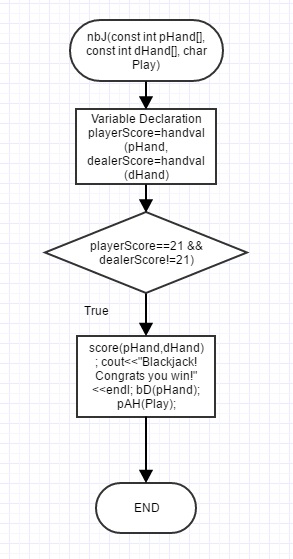 nbJ(const int pHand[],
const int dHand[], char
Play)
Variable Declaration
playerScore=handval
(pHand,
dealerScore=handval
(dHand)
playerScore==21 &&
dealerScore!=21)
True
score(pHand,dHand)
; cout<<"Blackjack!
Congrats you win!"
<<endl; bD(pHand);
pAH(Play);
END